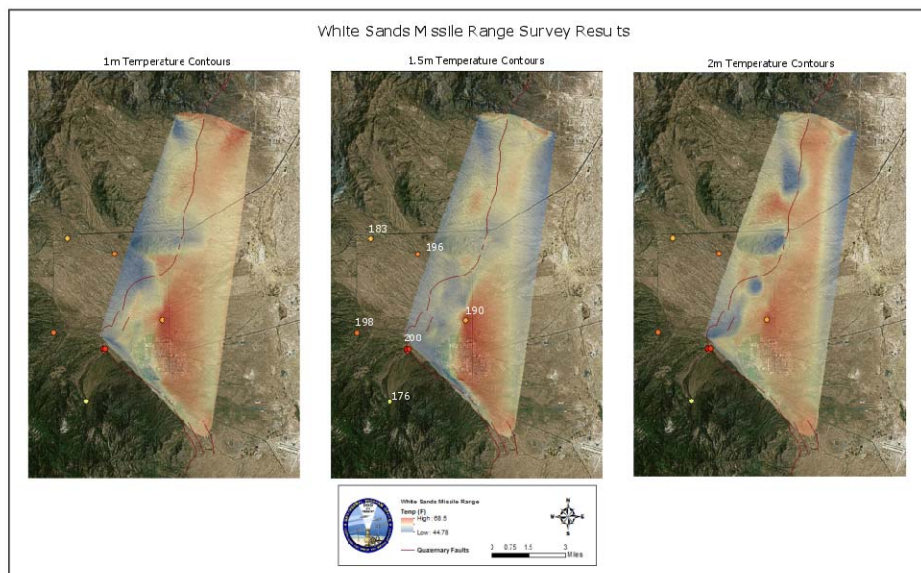 White Sands Missile Range Survey Results
1m Temperature Contours
1.5m Temperature Contours
2m Temperature Contours
183
196
190
198
200
176
White Sands Missile Range
Temp (F)
High : 68.5
Low : 44.78
Quaternary Faults
N
W
E
S
0 0.75 1.5 3
Miles